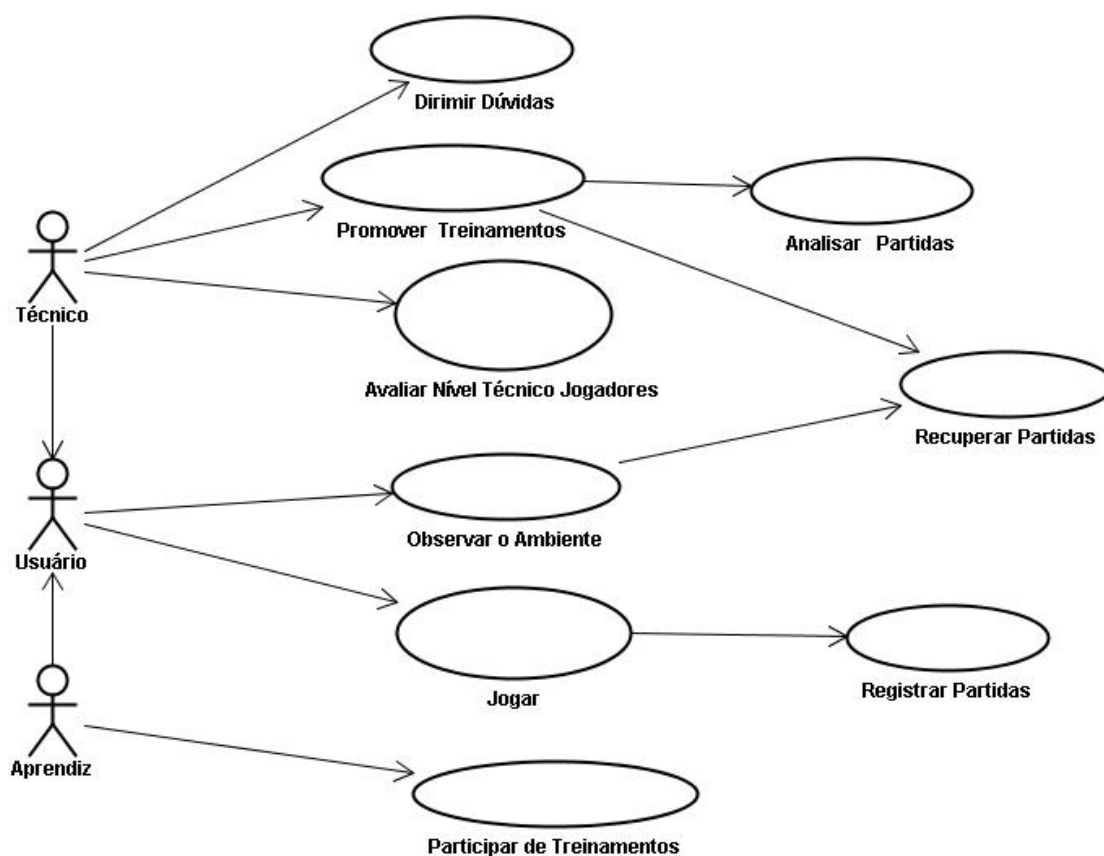 Dirimir Dúvidas
Promover Treinamentos
Analisar Partidas
Técnico
Avaliar Nível Técnico Jogadores
Recuperar Partidas
Observar o Ambiente
Usuário
Jogar
Registrar Partidas
Aprendiz
Participar de Treinamentos